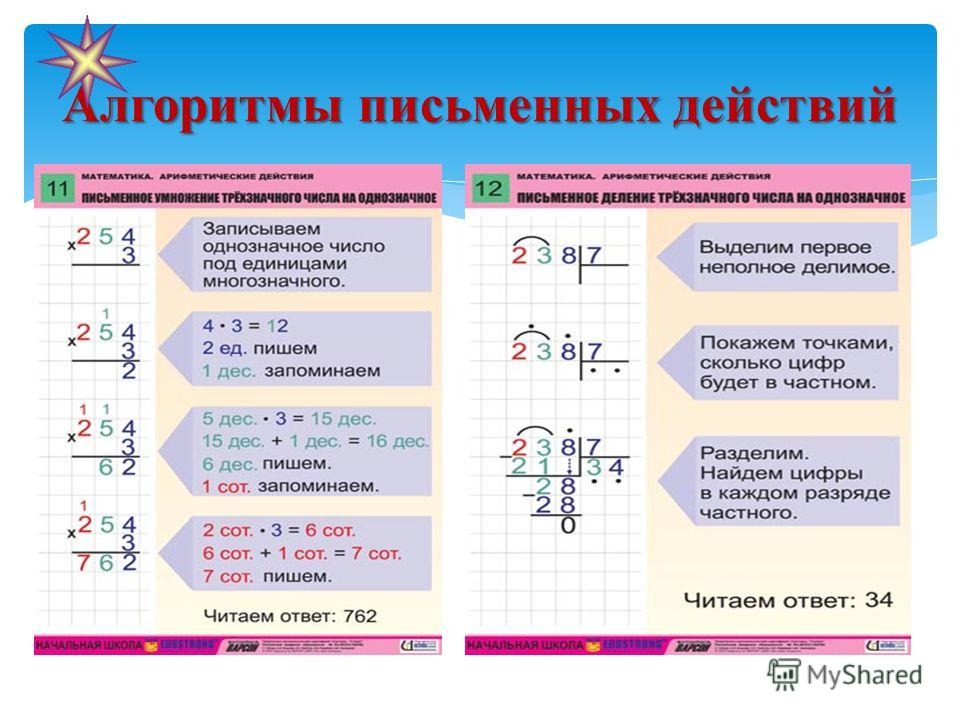 Алгоритмы письменных действий
11
МАТЕМАТИКА. АРИФМЕТИЧЕСКИЕ ДЕЙСТВИЯ
ПИСЬМЕННОЕ УМНОЖЕНИЕ ТРЁХЗНАЧНОГО ЧИСЛА НА ОДНОЗНАЧНОЕ
х 2 5 4
3
Записываем
однозначное число
под единицами
многозначного.
1
х 2 5 4
3
2
4 • 3 = 12
2 ед. пишем
1 дес. запоминаем
1 1
х 2 5 4
3
6 2
5 дес. • 3 = 15 дес.
15 дес. + 1 дес. = 16 дес.
6 дес. пишем.
1 сот. запоминаем.
1
х 2 5 4
3
7 6 2
2 сот. • 3 = 6 сот.
6 сот. + 1 сот. = 7 сот.
7 сот. пишем.
Читаем ответ: 762
НАЧАЛЬНАЯ ШКОЛА EDUSTRONG
12
МАТЕМАТИКА. АРИФМЕТИЧЕСКИЕ ДЕЙСТВИЯ
ПИСЬМЕННОЕ ДЕЛЕНИЕ ТРЁХЗНАЧНОГО ЧИСЛА НА ОДНОЗНАЧНОЕ
2 3 8 7
Выделим первое
неполное делимое.
2 3 8 7
• •
Покажем точками,
сколько цифр
будет в частном.
2 3 8 7
2 1 3 4
2 8
– 2 8
0
Разделим.
Найдем цифры
в каждом разряде
частного.
Читаем ответ: 34
НАЧАЛЬНАЯ ШКОЛА EDUSTRONG
MyShared